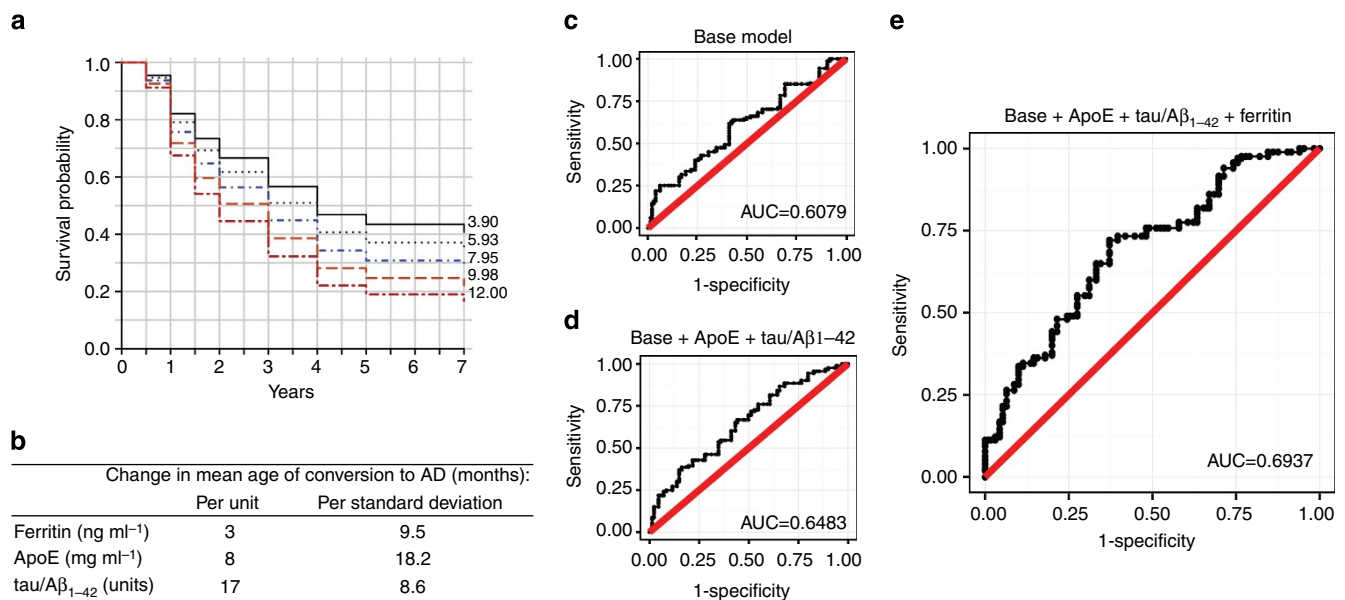 a
Survival probability
1.0
0.8
0.6
0.4
0.2
0.0
3.90
5.93
7.95
9.98
12.00
0 1 2 3 4 5 6 7
Years
b
Change in mean age of conversion to AD (months):
Per unit Per standard deviation
Ferritin (ng ml⁻¹) 3 9.5
ApoE (mg ml⁻¹) 8 18.2
tau/Aβ₁₋₄₂ (units) 17 8.6
c
Base model
Sensitivity
1.00
0.75
0.50
0.25
0.00
AUC=0.6079
0.00 0.25 0.50 0.75 1.00
1-specificity
d
Base + ApoE + tau/Aβ1–42
Sensitivity
1.00
0.75
0.50
0.25
0.00
AUC=0.6483
0.00 0.25 0.50 0.75 1.00
1-specificity
e
Base + ApoE + tau/Aβ₁₋₄₂ + ferritin
Sensitivity
1.00
0.75
0.50
0.25
0.00
AUC=0.6937
0.00 0.25 0.50 0.75 1.00
1-specificity